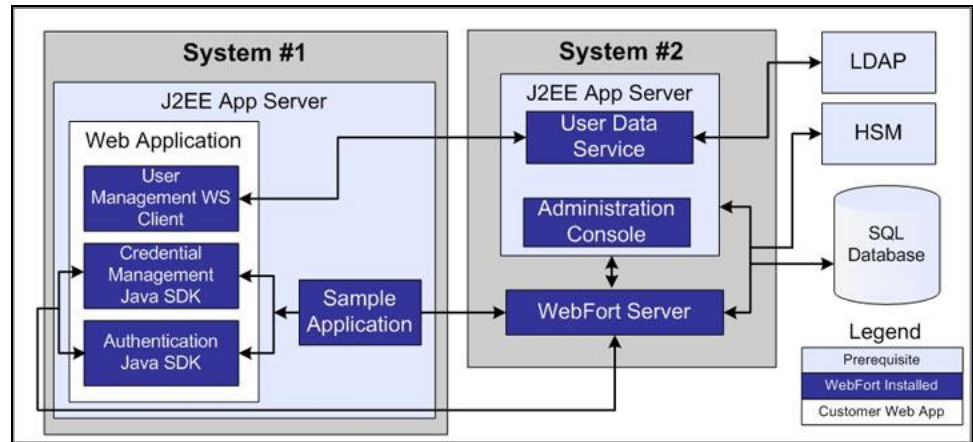 System #1
J2EE App Server
Web Application
User
Management WS
Client
Credential
Management
Java SDK
Authentication
Java SDK
Sample
Application
System #2
J2EE App Server
User Data
Service
Administration
Console
WebFort Server
LDAP
HSM
SQL
Database
Legend
Prerequisite
WebFort Installed
Customer Web App